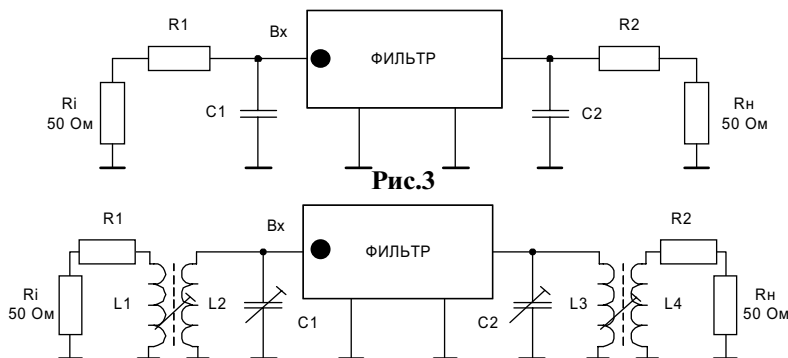 R1
Вх
ФИЛЬТР
R2
Ri
50 Ом
C1
C2
Rн
50 Ом
Рис.3
R1
Вх
ФИЛЬТР
R2
Ri
50 Ом
L1
L2
C1
C2
L3
L4
Rн
50 Ом